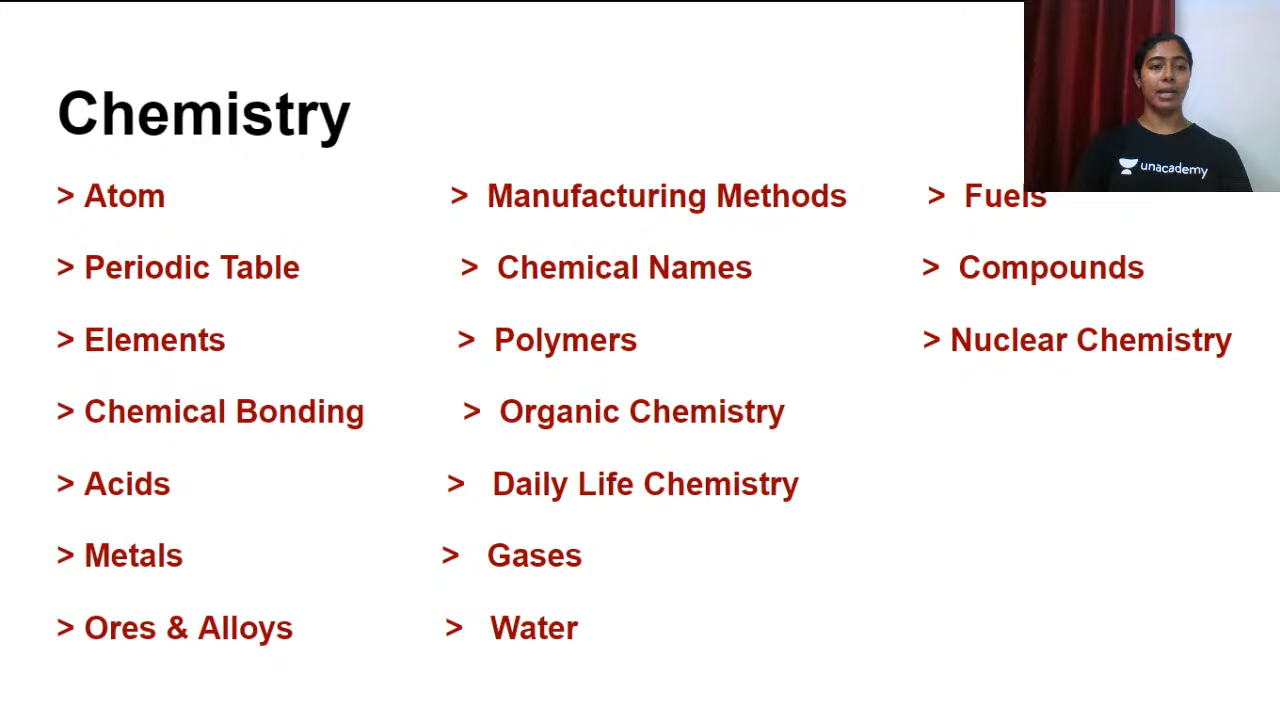 Chemistry
> Atom > Manufacturing Methods > Fuels
> Periodic Table > Chemical Names > Compounds
> Elements > Polymers > Nuclear Chemistry
> Chemical Bonding > Organic Chemistry
> Acids > Daily Life Chemistry
> Metals > Gases
> Ores & Alloys > Water
unacademy